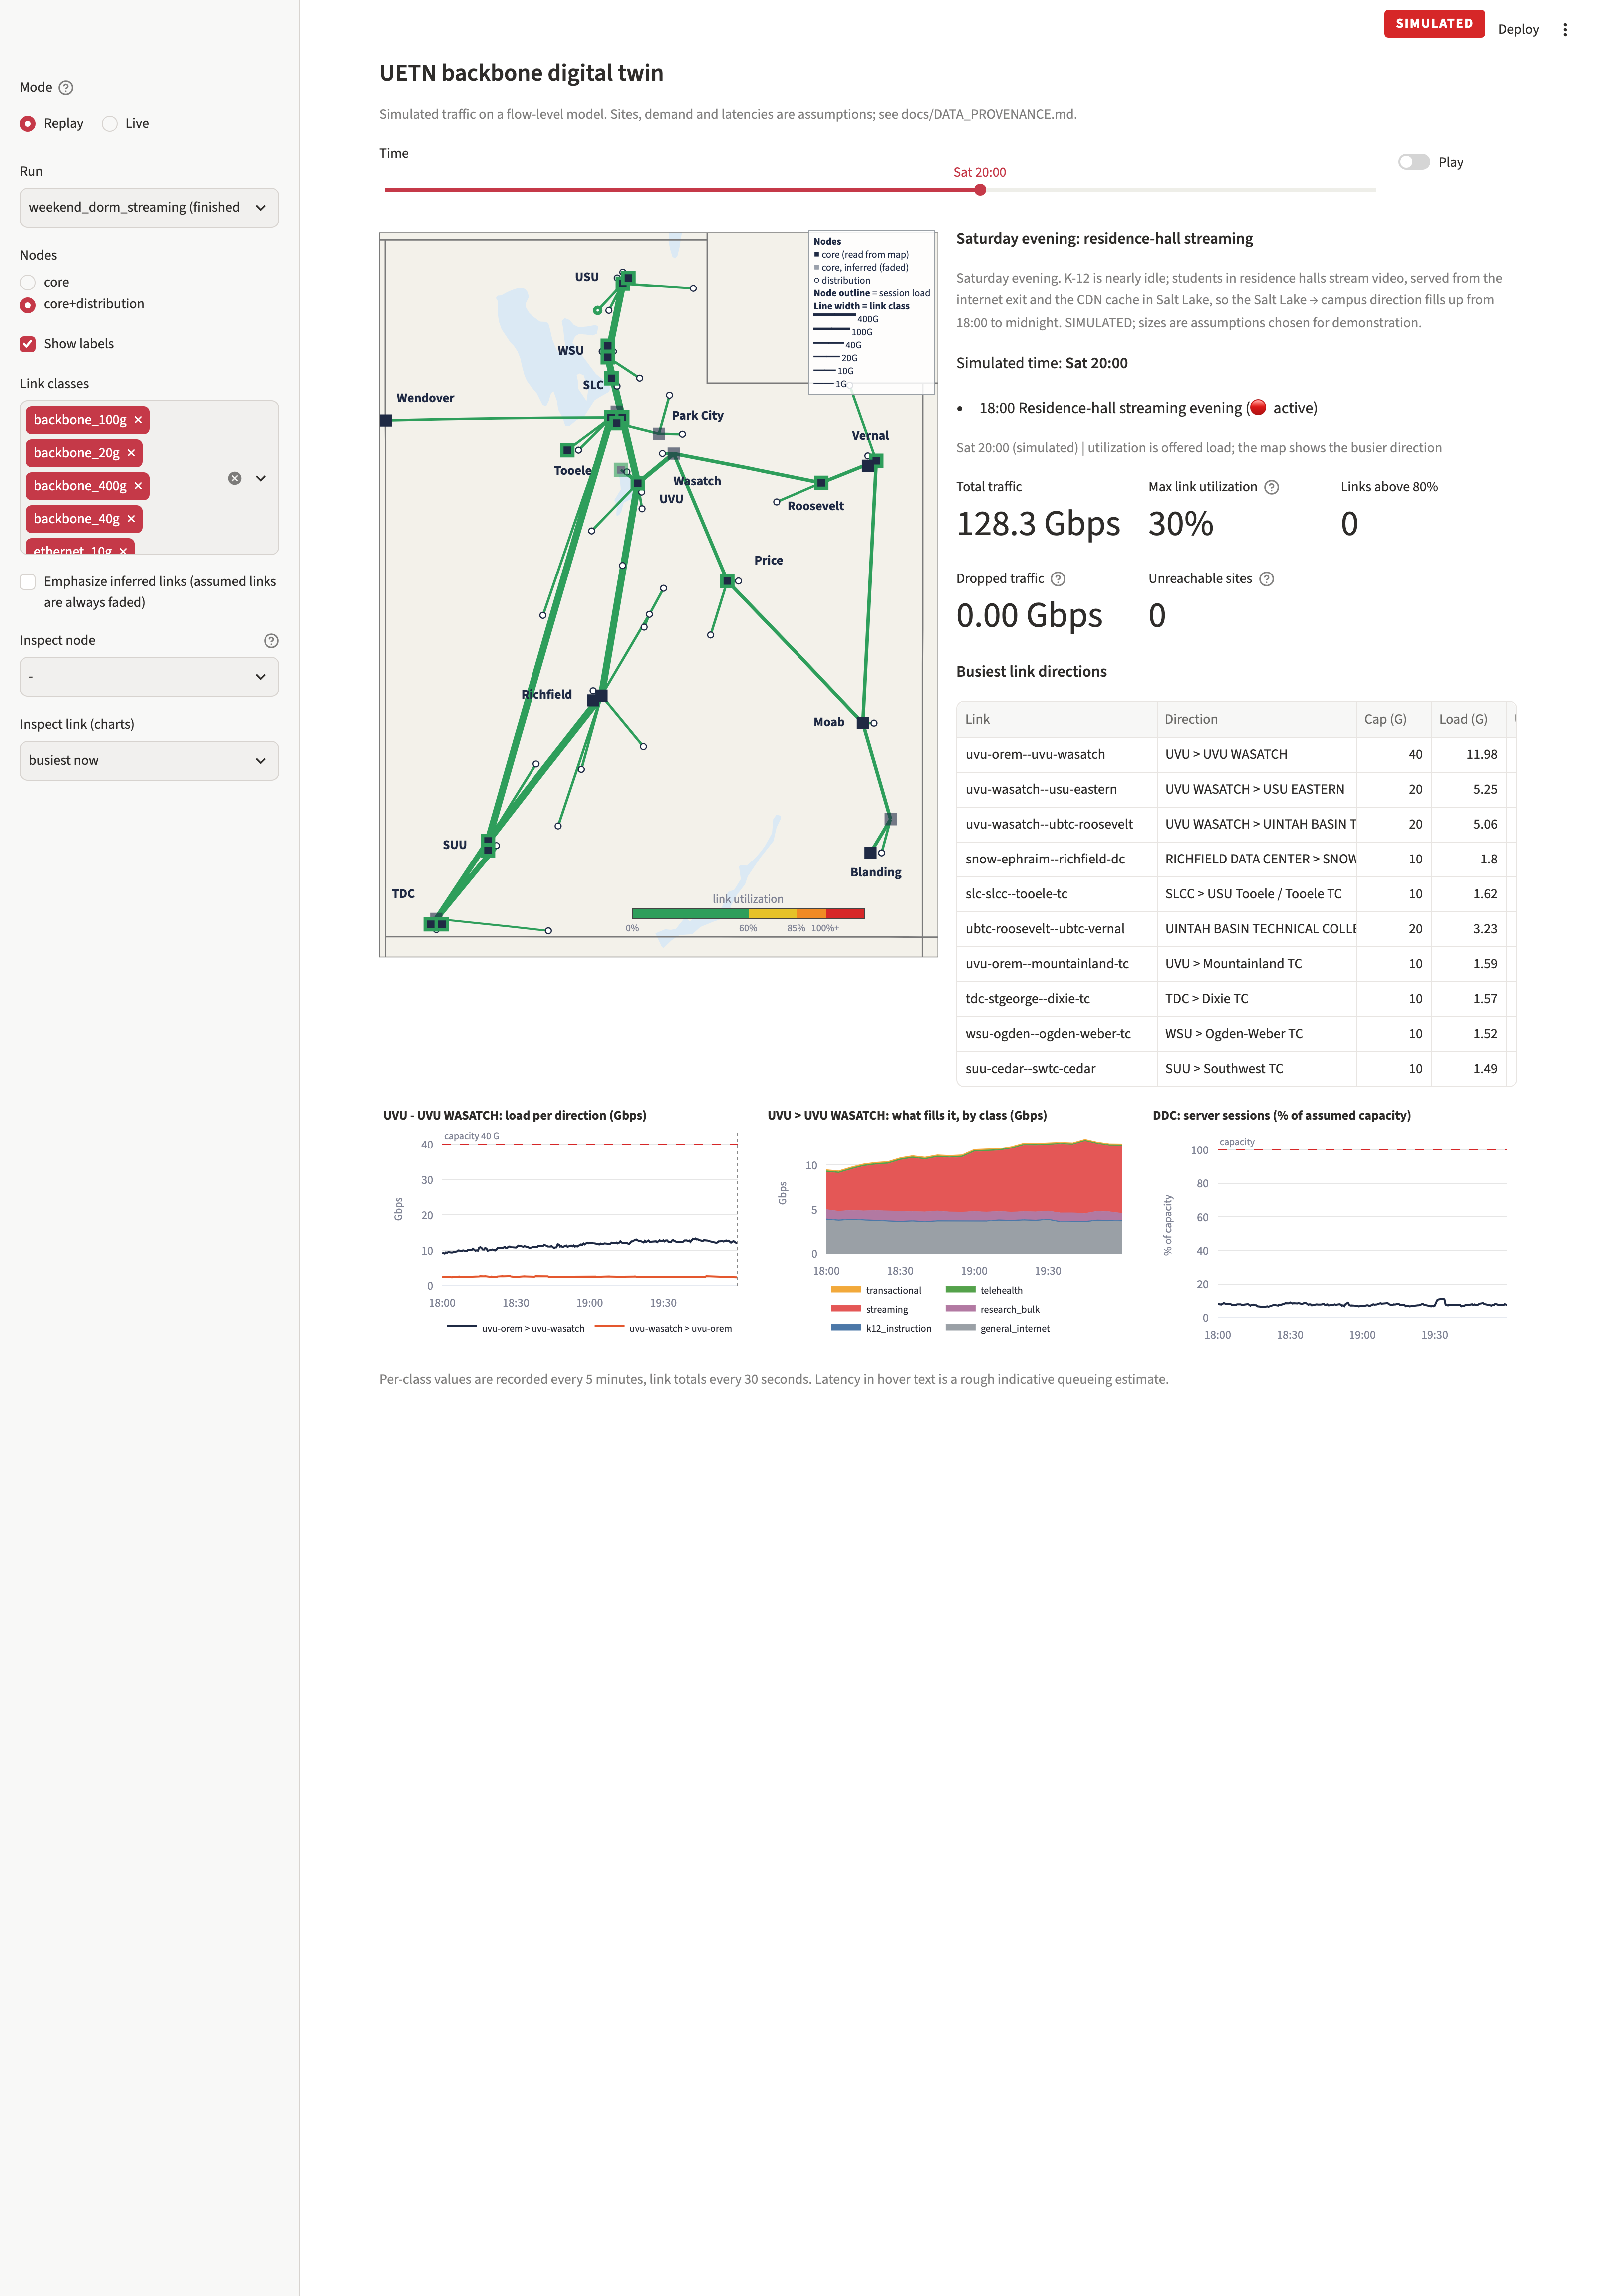 SIMULATED
Deploy
Mode
Replay
Live
Run
weekend_dorm_streaming (finished
Nodes
core
core+distribution
Show labels
Link classes
backbone_100g
backbone_20g
backbone_400g
backbone_40g
ethernet_10g
Emphasize inferred links (assumed links
are always faded)
Inspect node
-
Inspect link (charts)
busiest now
UETN backbone digital twin
Simulated traffic on a flow-level model. Sites, demand and latencies are assumptions; see docs/DATA_PROVENANCE.md.
Time
Sat 20:00
Play
Nodes
core (read from map)
core, inferred (faded)
distribution
Node outline = session load
Line width = link class
400G
100G
40G
20G
10G
1G
USU
WSU
SLC
Wendover
Park City
Vernal
Tooele
Wasatch
UVU
Roosevelt
Price
Richfield
Moab
SUU
Blanding
TDC
link utilization
0% 60% 85% 100%+
Saturday evening: residence-hall streaming
Saturday evening. K-12 is nearly idle; students in residence halls stream video, served from the
internet exit and the CDN cache in Salt Lake, so the Salt Lake → campus direction fills up from
18:00 to midnight. SIMULATED; sizes are assumptions chosen for demonstration.
Simulated time: Sat 20:00
• 18:00 Residence-hall streaming evening (🔴 active)
Sat 20:00 (simulated) | utilization is offered load; the map shows the busier direction
Total traffic Max link utilization Links above 80%
128.3 Gbps 30% 0
Dropped traffic Unreachable sites
0.00 Gbps 0
Busiest link directions
Link Direction Cap (G) Load (G)
uvu-orem--uvu-wasatch UVU > UVU WASATCH 40 11.98
uvu-wasatch--usu-eastern UVU WASATCH > USU EASTERN 20 5.25
uvu-wasatch--ubtc-roosevelt UVU WASATCH > UINTAH BASIN T 20 5.06
snow-ephraim--richfield-dc RICHFIELD DATA CENTER > SNOW 10 1.8
slc-slcc--tooele-tc SLCC > USU Tooele / Tooele TC 10 1.62
ubtc-roosevelt--ubtc-vernal UINTAH BASIN TECHNICAL COLLE 20 3.23
uvu-orem--mountainland-tc UVU > Mountainland TC 10 1.59
tdc-stgeorge--dixie-tc TDC > Dixie TC 10 1.57
wsu-ogden--ogden-weber-tc WSU > Ogden-Weber TC 10 1.52
suu-cedar--swtc-cedar SUU > Southwest TC 10 1.49
UVU - UVU WASATCH: load per direction (Gbps)
capacity 40 G
40
30
20
10
0
Gbps
18:00 18:30 19:00 19:30
uvu-orem > uvu-wasatch uvu-wasatch > uvu-orem
UVU > UVU WASATCH: what fills it, by class (Gbps)
10
5
0
Gbps
18:00 18:30 19:00 19:30
transactional telehealth
streaming research_bulk
k12_instruction general_internet
DDC: server sessions (% of assumed capacity)
capacity
100
80
60
40
20
0
% of capacity
18:00 18:30 19:00 19:30
Per-class values are recorded every 5 minutes, link totals every 30 seconds. Latency in hover text is a rough indicative queueing estimate.